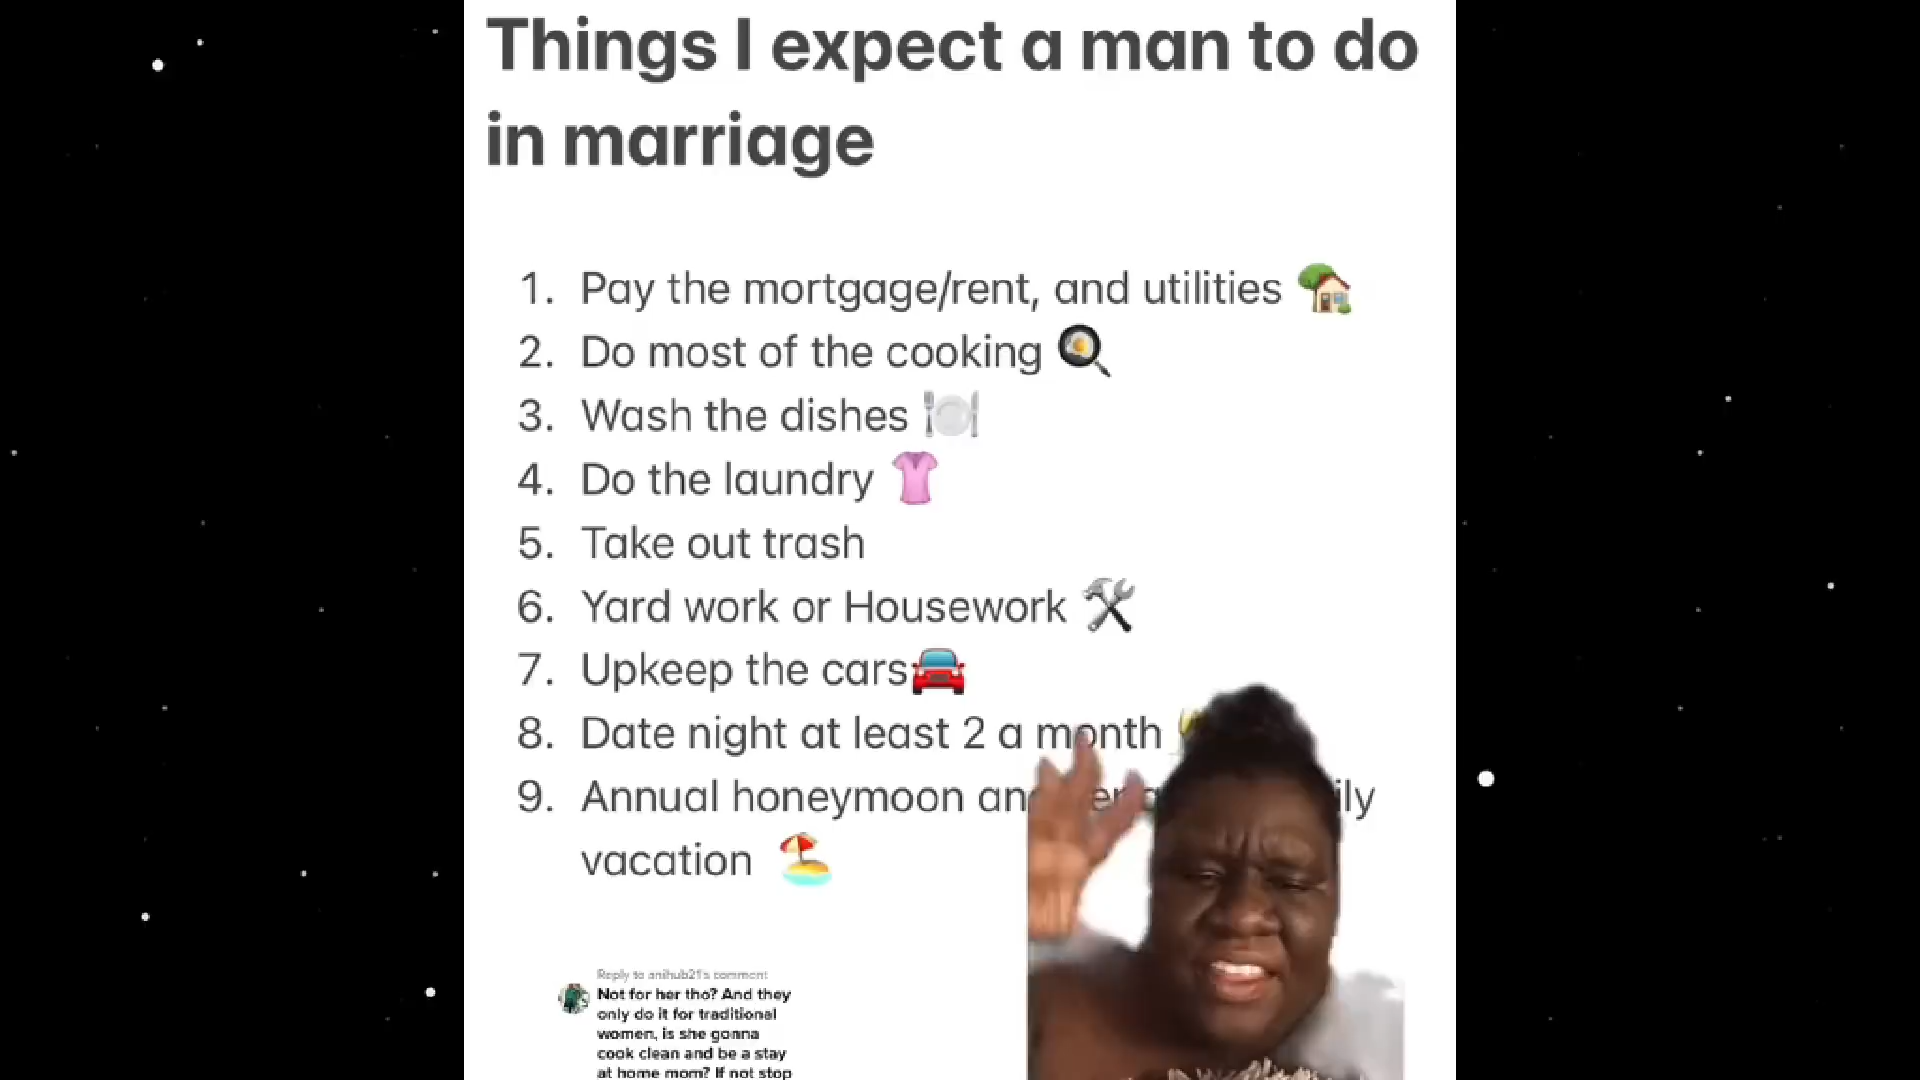 Things I expect a man to do
in marriage
1. Pay the mortgage/rent, and utilities
2. Do most of the cooking
3. Wash the dishes
4. Do the laundry
5. Take out trash
6. Yard work or Housework
7. Upkeep the cars
8. Date night at least 2 a month
9. Annual honeymoon
vacation
Reply to anihub21's comment
Not for her tho? And they
only do it for traditional
women, is she gonna
cook clean and be a stay
at home mom? If not stop